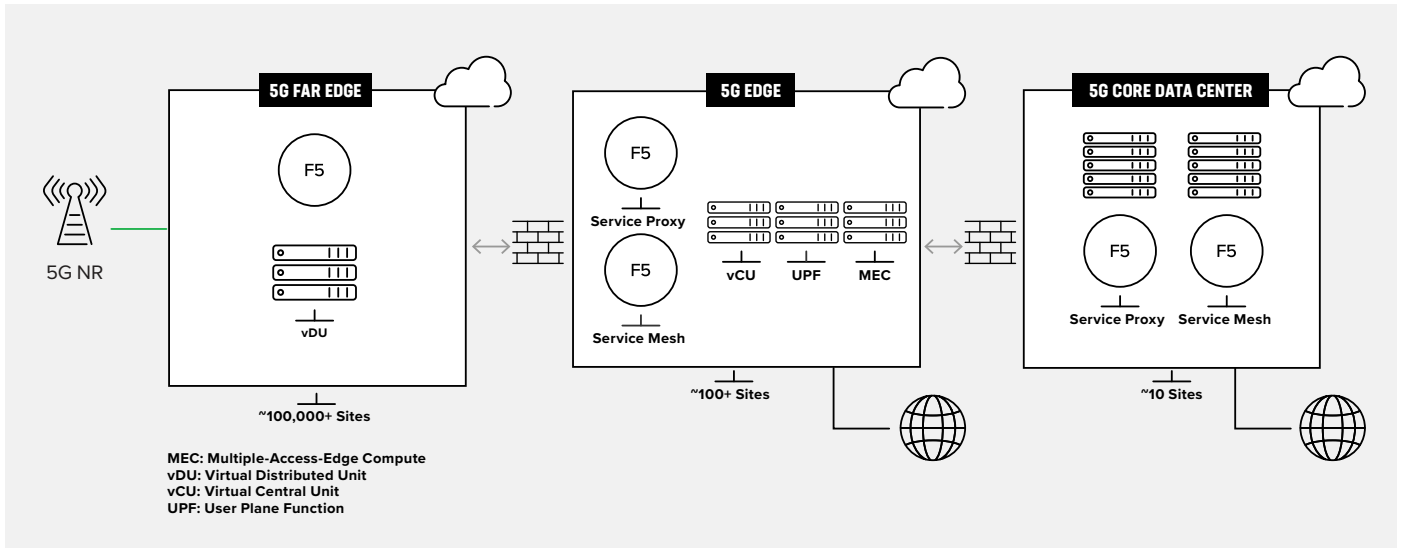 5G NR
5G FAR EDGE
F5
vDU
~100,000+ Sites
5G EDGE
F5
Service Proxy
F5
Service Mesh
vCU
UPF
MEC
~100+ Sites
5G CORE DATA CENTER
F5
F5
Service Proxy
Service Mesh
~10 Sites
MEC: Multiple-Access-Edge Compute
vDU: Virtual Distributed Unit
vCU: Virtual Central Unit
UPF: User Plane Function